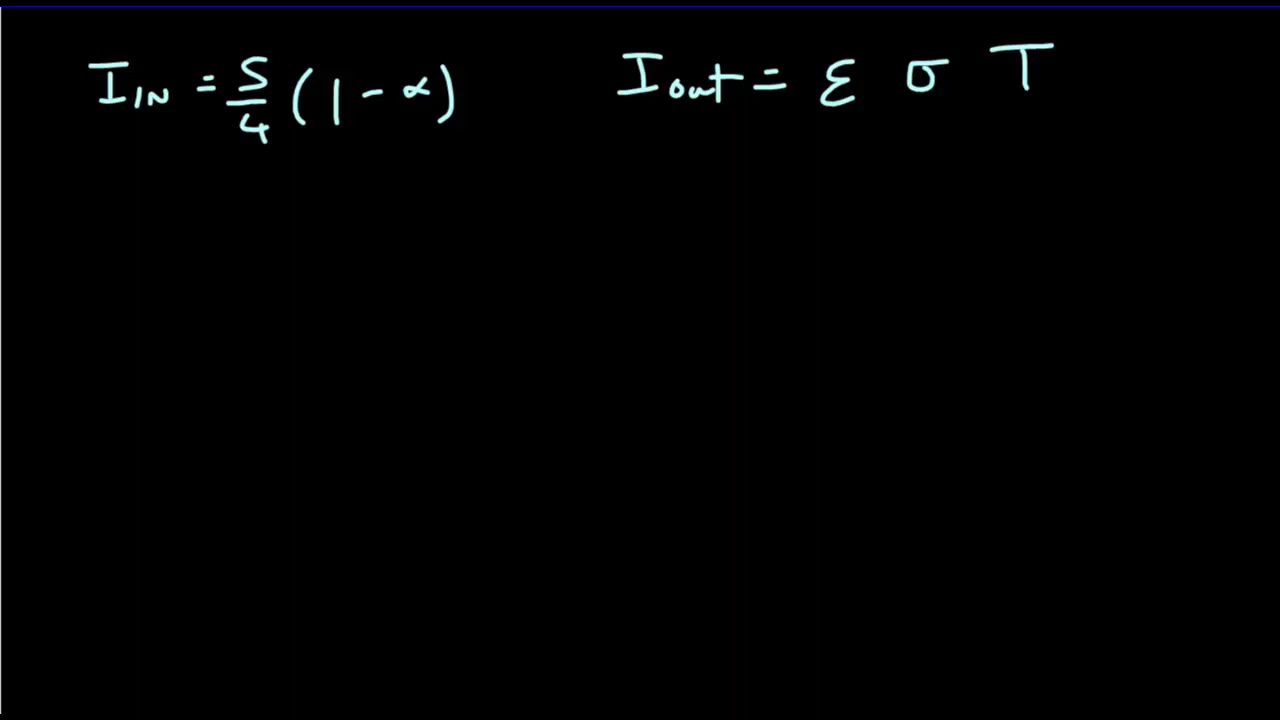 I_IN = S/4 (1 - α) I_out = ε σ T